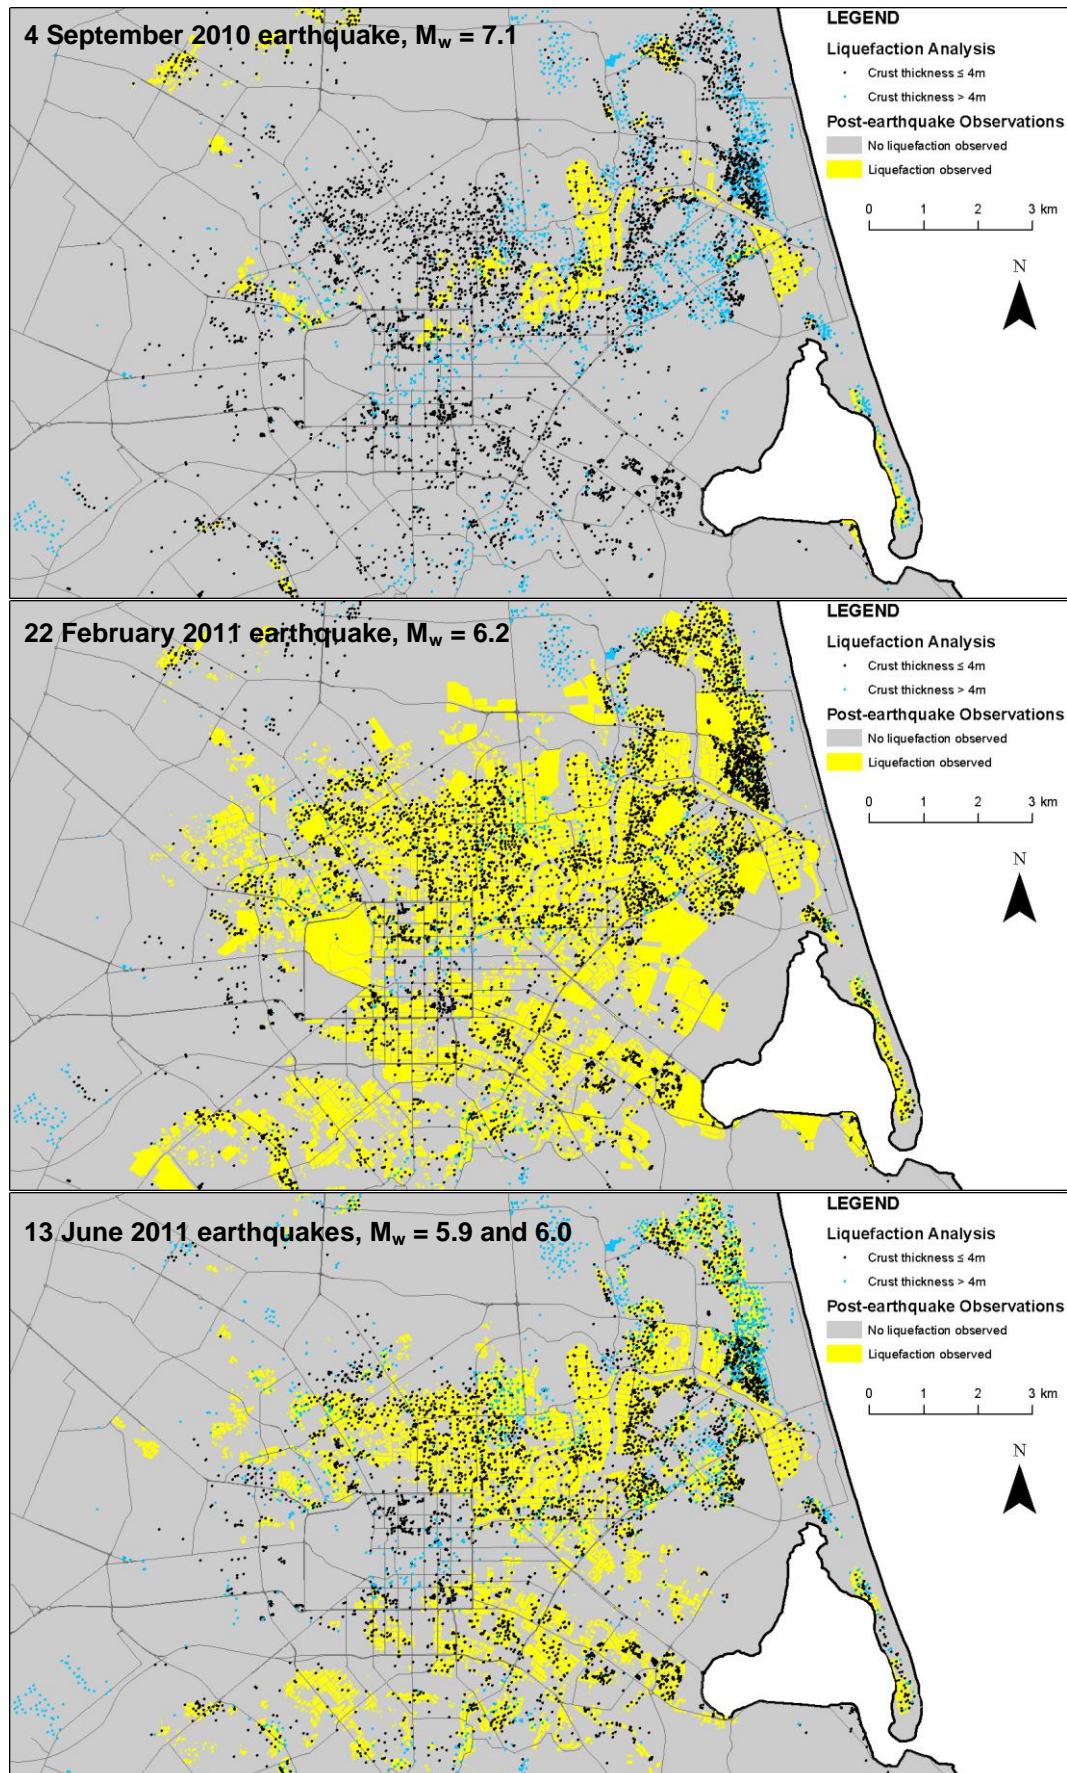 4 September 2010 earthquake, Mw = 7.1
LEGEND
Liquefaction Analysis
Crust thickness ≤ 4m
Crust thickness > 4m
Post-earthquake Observations
No liquefaction observed
Liquefaction observed
0 1 2 3 km
N
22 February 2011 earthquake, Mw = 6.2
LEGEND
Liquefaction Analysis
Crust thickness ≤ 4m
Crust thickness > 4m
Post-earthquake Observations
No liquefaction observed
Liquefaction observed
0 1 2 3 km
N
13 June 2011 earthquakes, Mw = 5.9 and 6.0
LEGEND
Liquefaction Analysis
Crust thickness ≤ 4m
Crust thickness > 4m
Post-earthquake Observations
No liquefaction observed
Liquefaction observed
0 1 2 3 km
N